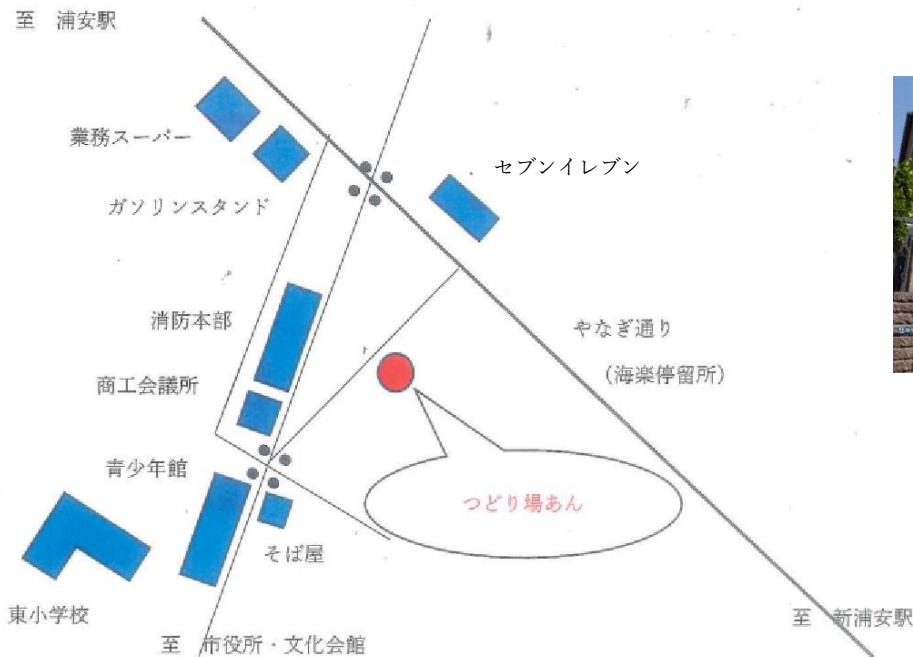 至 浦安駅
業務スーパー
セブンイレブン
ガソリンスタンド
消防本部
やなぎ通り
(海楽停留所)
商工会議所
青少年館
つどり場あん
そば屋
東小学校
至 新浦安駅
至 市役所・文化会館